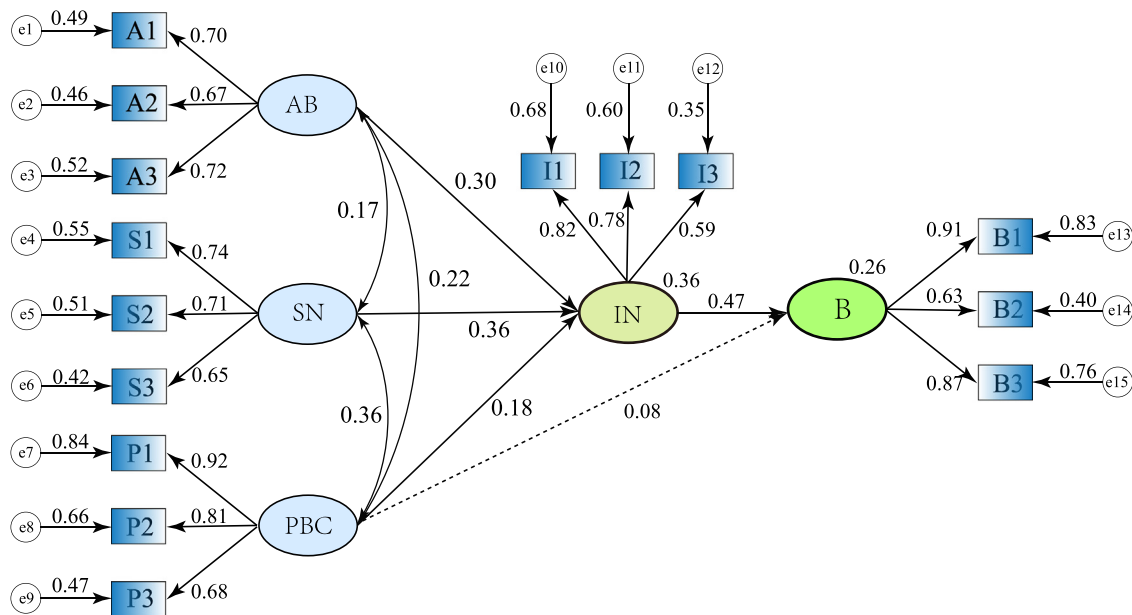 e1 0.49 A1 0.70
e2 0.46 A2 0.67 AB
e3 0.52 A3 0.72
e4 0.55 S1 0.74
e5 0.51 S2 0.71 SN
e6 0.42 S3 0.65
e7 0.84 P1 0.92
e8 0.66 P2 0.81 PBC
e9 0.47 P3 0.68
0.17
0.22
0.36
0.30
0.36
0.18
0.08
e10 e11 e12
0.68 0.60 0.35
I1 I2 I3
0.82 0.78 0.59
IN 0.36
0.47
B 0.26
0.91 B1 0.83 e13
0.63 B2 0.40 e14
0.87 B3 0.76 e15